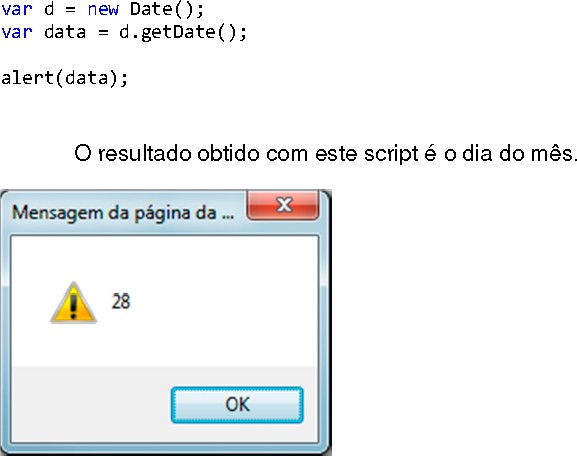 var d = new Date();
var data = d.getDate();
alert(data);
O resultado obtido com este script é o dia do mês.
Mensagem da página da ...
28
OK